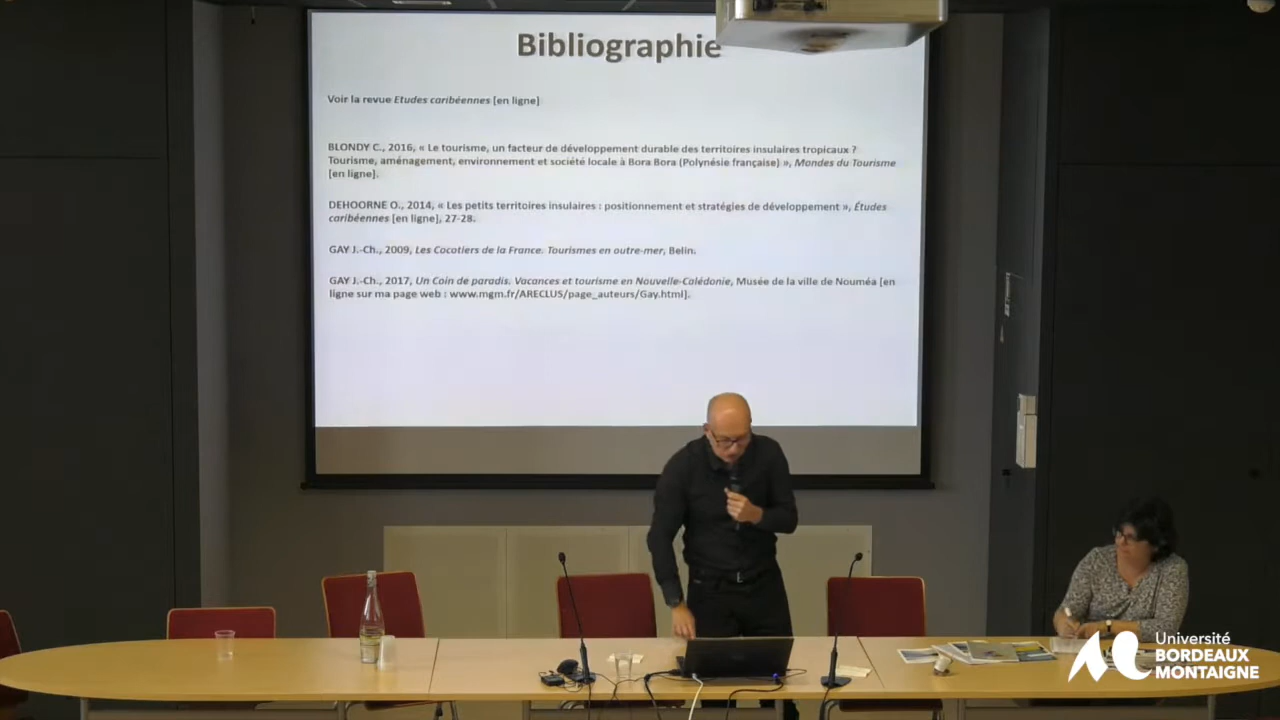 Bibliographie
Voir la revue Etudes caribéennes [en ligne]
BLONDY C., 2016, « Le tourisme, un facteur de développement durable des territoires insulaires tropicaux ?
Tourisme, aménagement, environnement et société locale à Bora Bora (Polynésie française) », Mondes du Tourisme
[en ligne].
DEHOORNE O., 2014, « Les petits territoires insulaires : positionnement et stratégies de développement », Études
caribéennes [en ligne], 27-28.
GAY J.-Ch., 2009, Les Cocotiers de la France. Tourismes en outre-mer, Belin.
GAY J.-Ch., 2017, Un Coin de paradis. Vacances et tourisme en Nouvelle-Calédonie, Musée de la ville de Nouméa [en
ligne sur ma page web : www.mgm.fr/ARECLUS/page_auteurs/Gay.html].
Université
BORDEAUX
MONTAIGNE